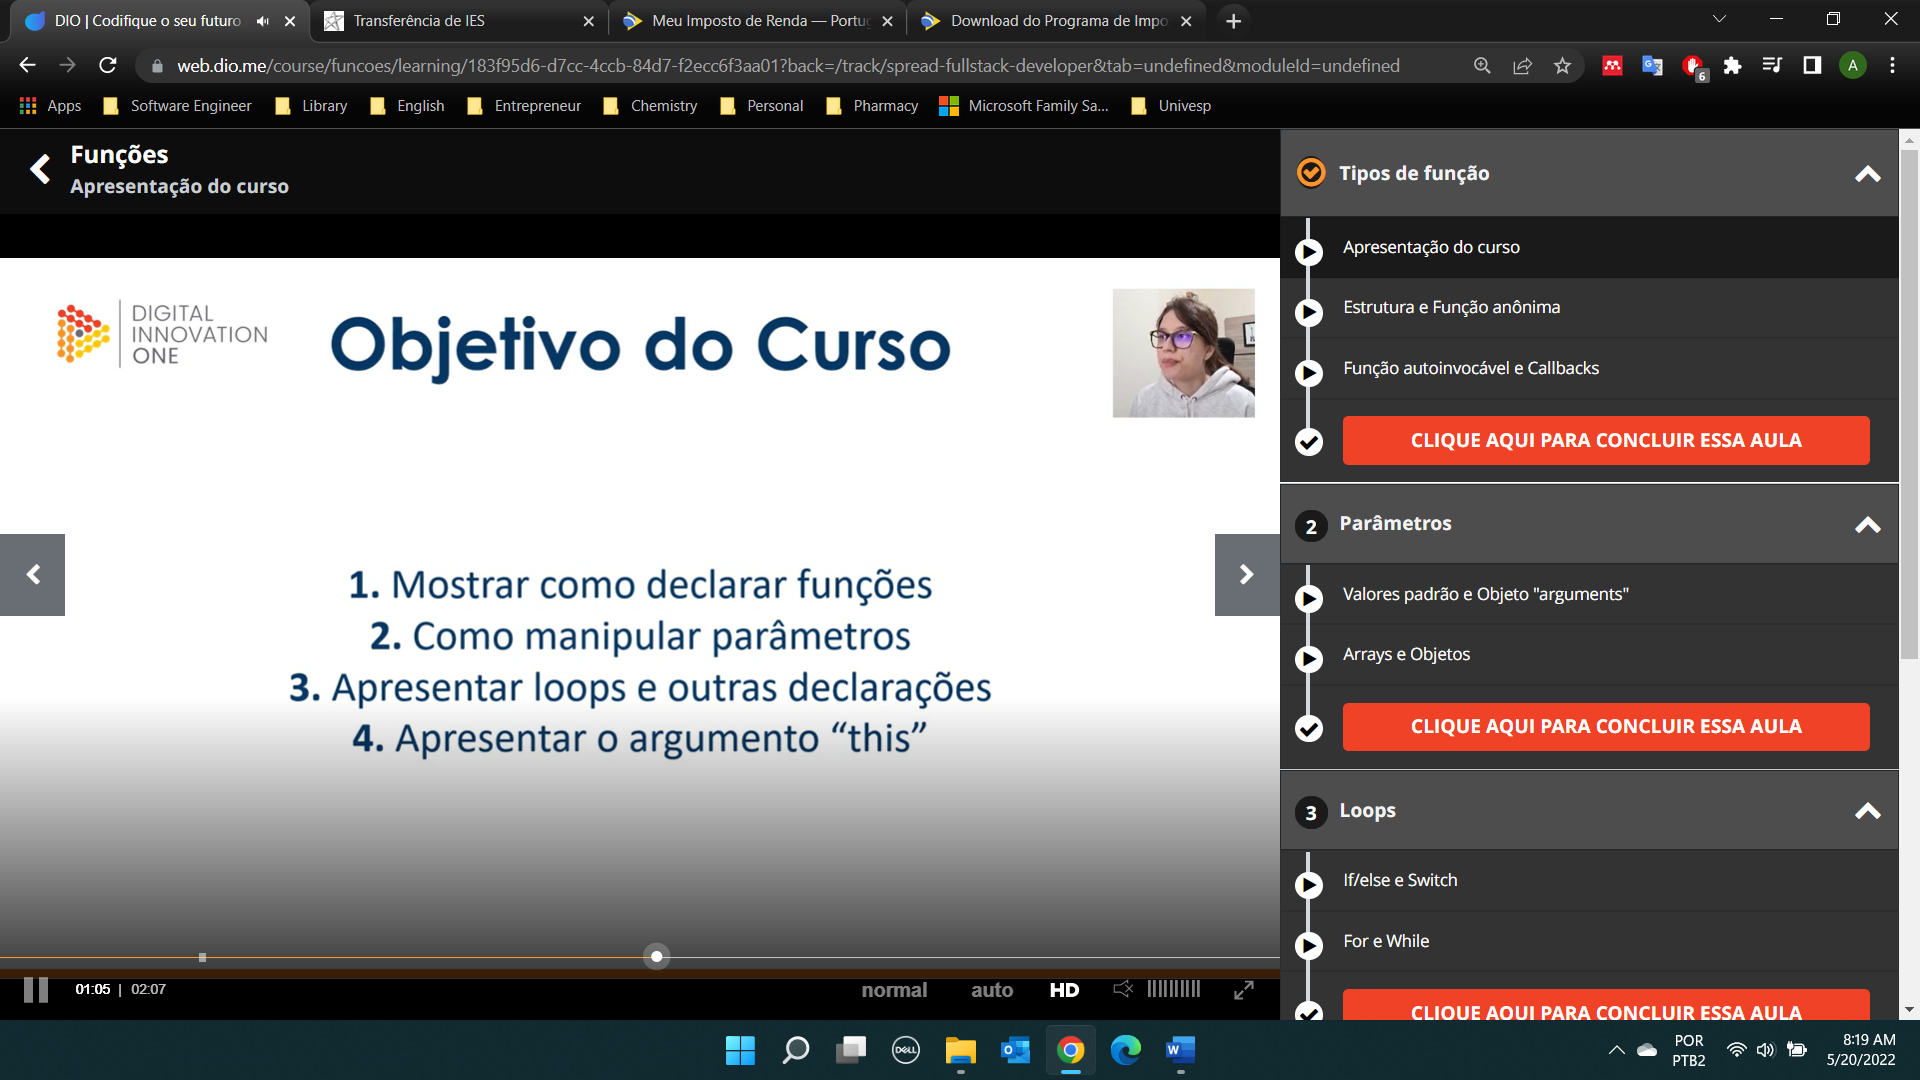 DIO | Codifique o seu futuro
Transferência de IES
Meu Imposto de Renda — Portug
Download do Programa de Impo
web.dio.me/course/funcoes/learning/183f95d6-d7cc-4ccb-84d7-f2ecc6f3aa01?back=/track/spread-fullstack-developer&tab=undefined&moduleId=undefined
6
A
Apps
Software Engineer
Library
English
Entrepreneur
Chemistry
Personal
Pharmacy
Microsoft Family Sa...
Univesp
Funções
Apresentação do curso
DIGITAL
INNOVATION
ONE
Objetivo do Curso
1. Mostrar como declarar funções
2. Como manipular parâmetros
3. Apresentar loops e outras declarações
4. Apresentar o argumento “this”
01:05 | 02:07
normal
auto
HD
Tipos de função
Apresentação do curso
Estrutura e Função anônima
Função autoinvocável e Callbacks
CLIQUE AQUI PARA CONCLUIR ESSA AULA
2 Parâmetros
Valores padrão e Objeto "arguments"
Arrays e Objetos
CLIQUE AQUI PARA CONCLUIR ESSA AULA
3 Loops
If/else e Switch
For e While
CLIQUE AQUI PARA CONCLUIR ESSA AULA
DELL
POR
PTB2
8:19 AM
5/20/2022